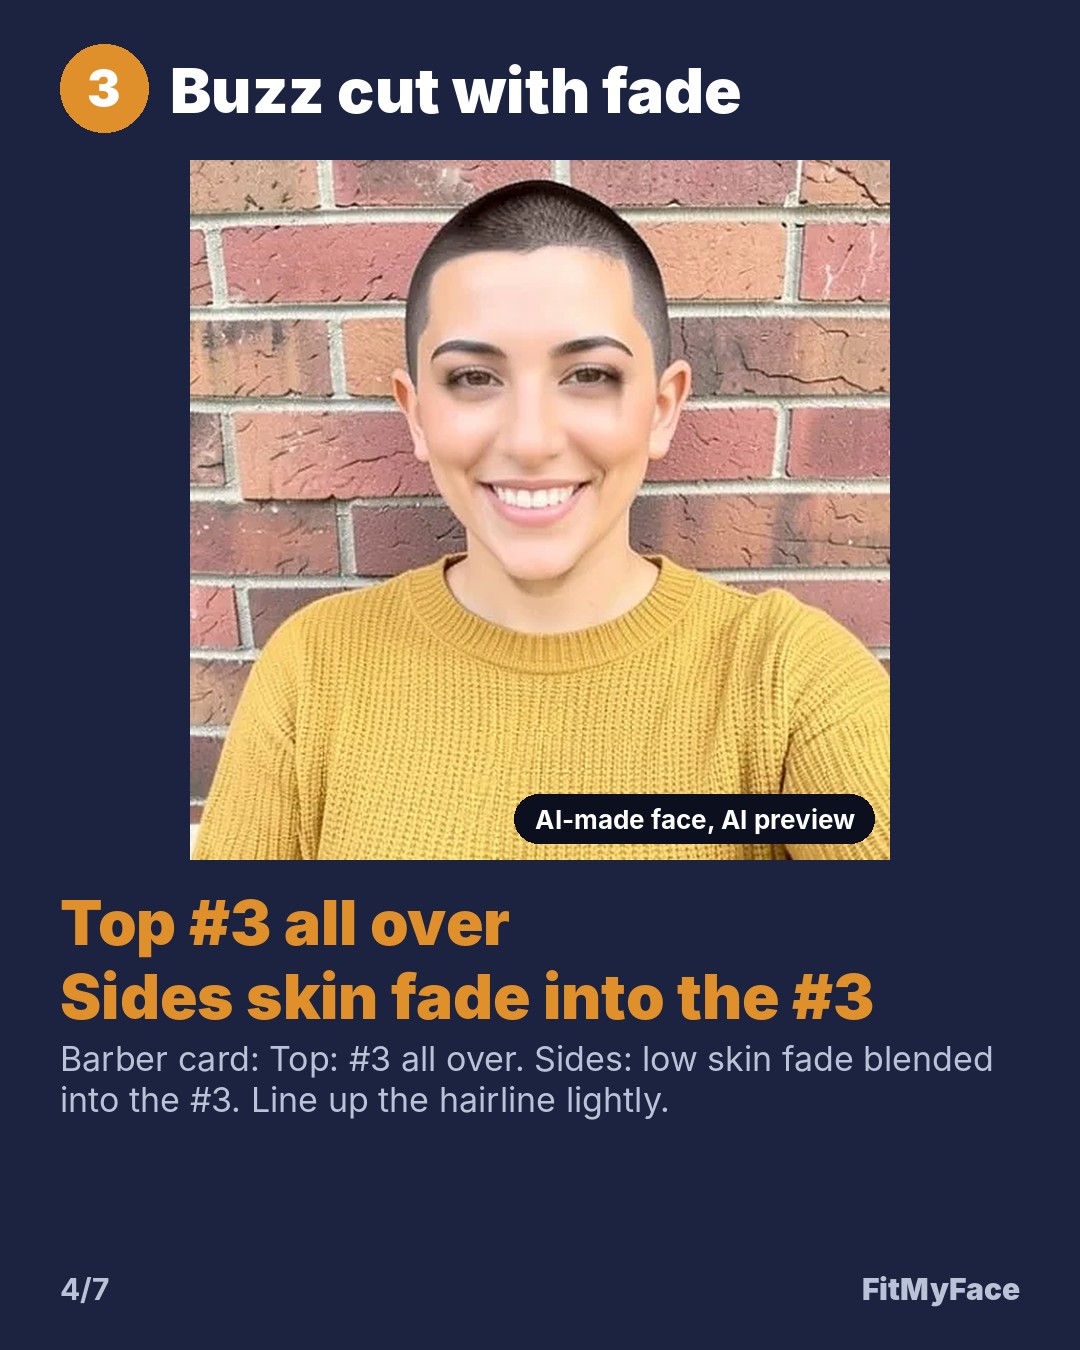 3 Buzz cut with fade
AI-made face, AI preview
Top #3 all over
Sides skin fade into the #3
Barber card: Top: #3 all over. Sides: low skin fade blended
into the #3. Line up the hairline lightly.
4/7
FitMyFace